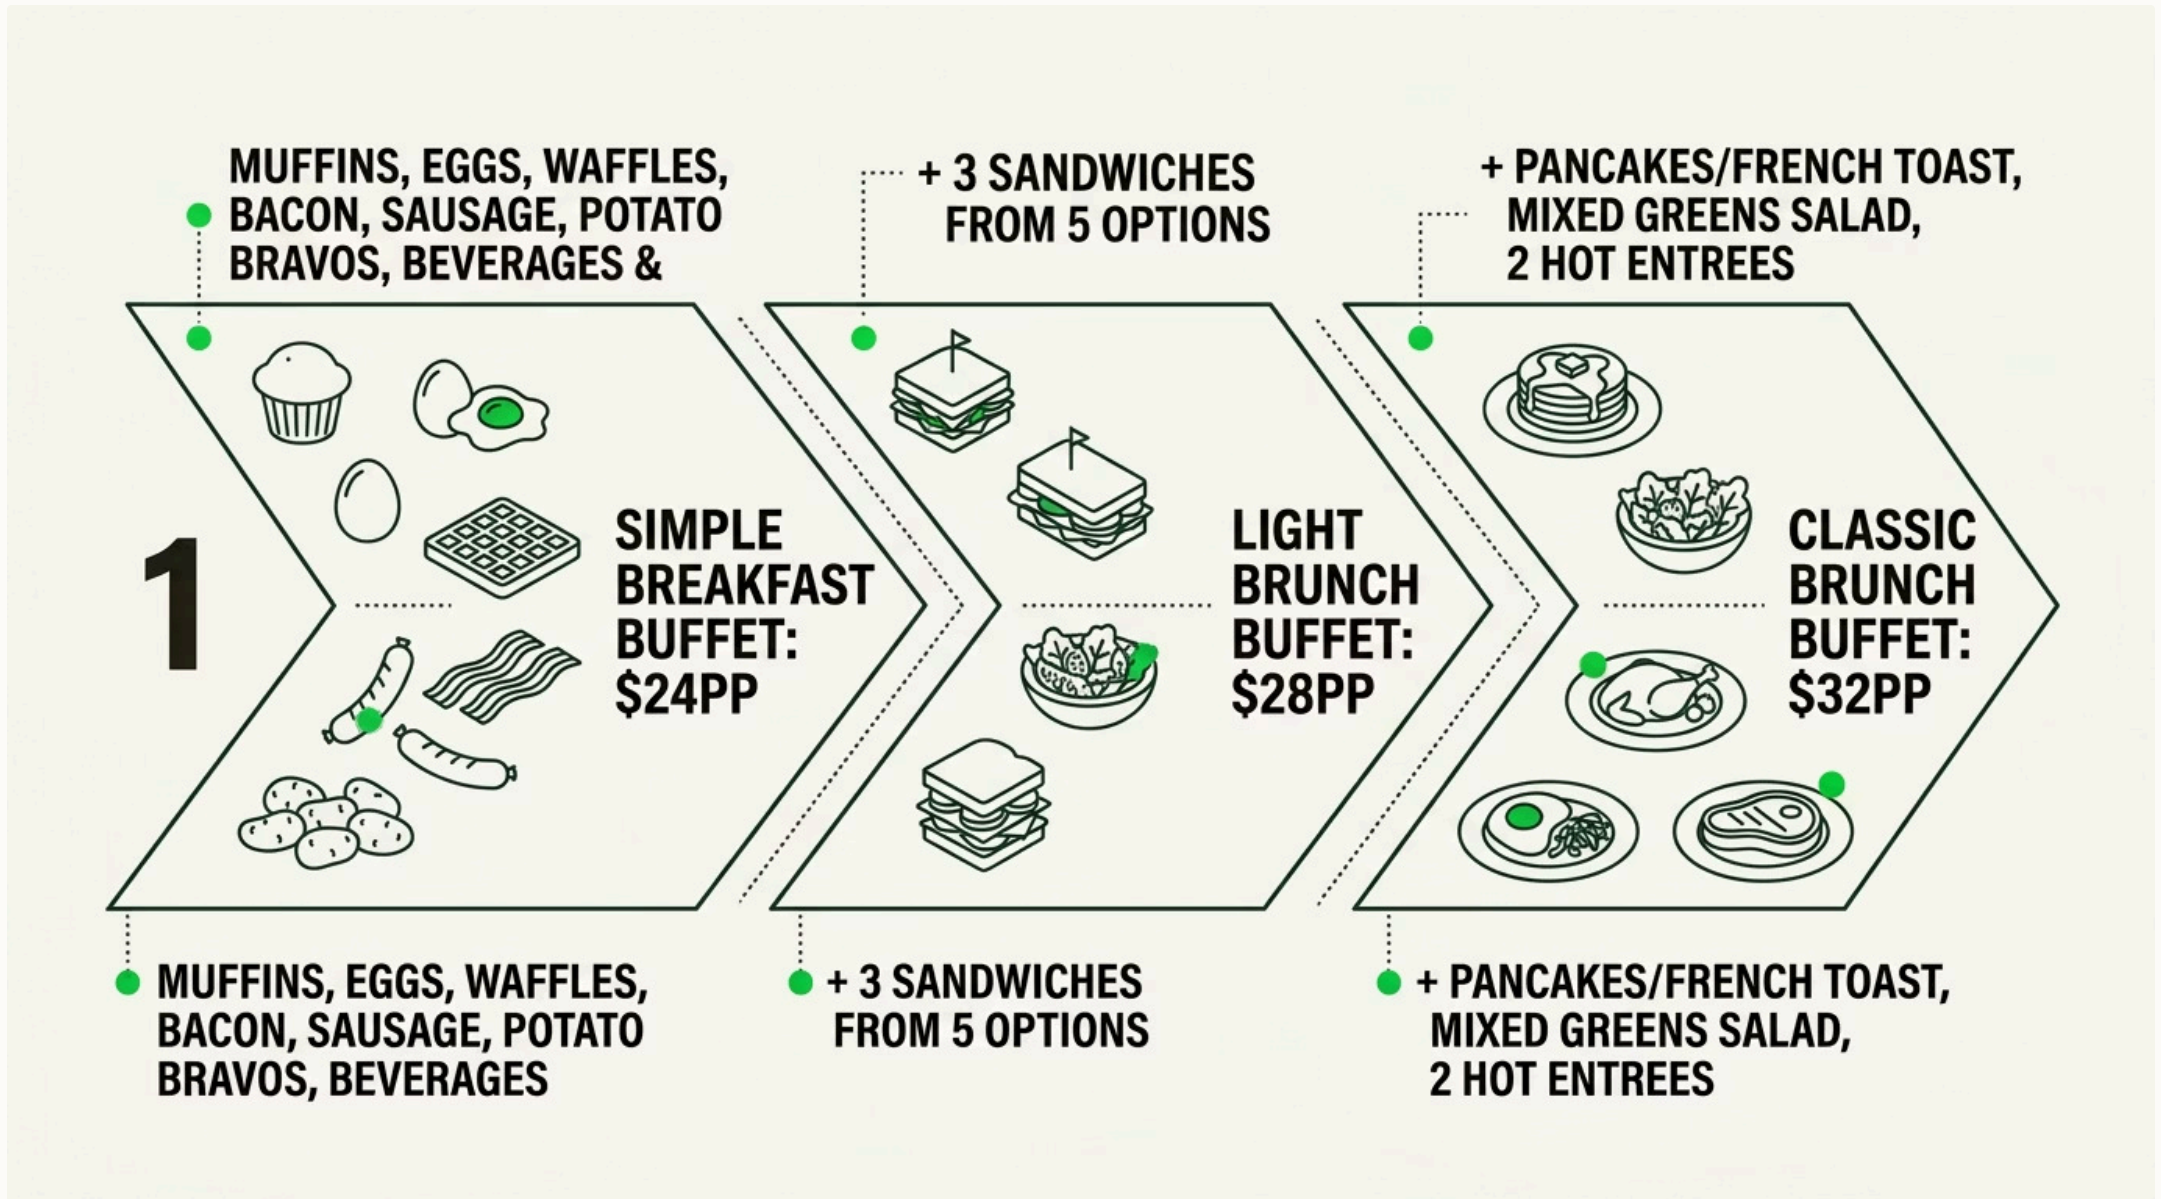 MUFFINS, EGGS, WAFFLES,
BACON, SAUSAGE, POTATO
BRAVOS, BEVERAGES &
+ 3 SANDWICHES
FROM 5 OPTIONS
+ PANCAKES/FRENCH TOAST,
MIXED GREENS SALAD,
2 HOT ENTREES
1
SIMPLE
BREAKFAST
BUFFET:
$24PP
LIGHT
BRUNCH
BUFFET:
$28PP
CLASSIC
BRUNCH
BUFFET:
$32PP
MUFFINS, EGGS, WAFFLES,
BACON, SAUSAGE, POTATO
BRAVOS, BEVERAGES
+ 3 SANDWICHES
FROM 5 OPTIONS
+ PANCAKES/FRENCH TOAST,
MIXED GREENS SALAD,
2 HOT ENTREES